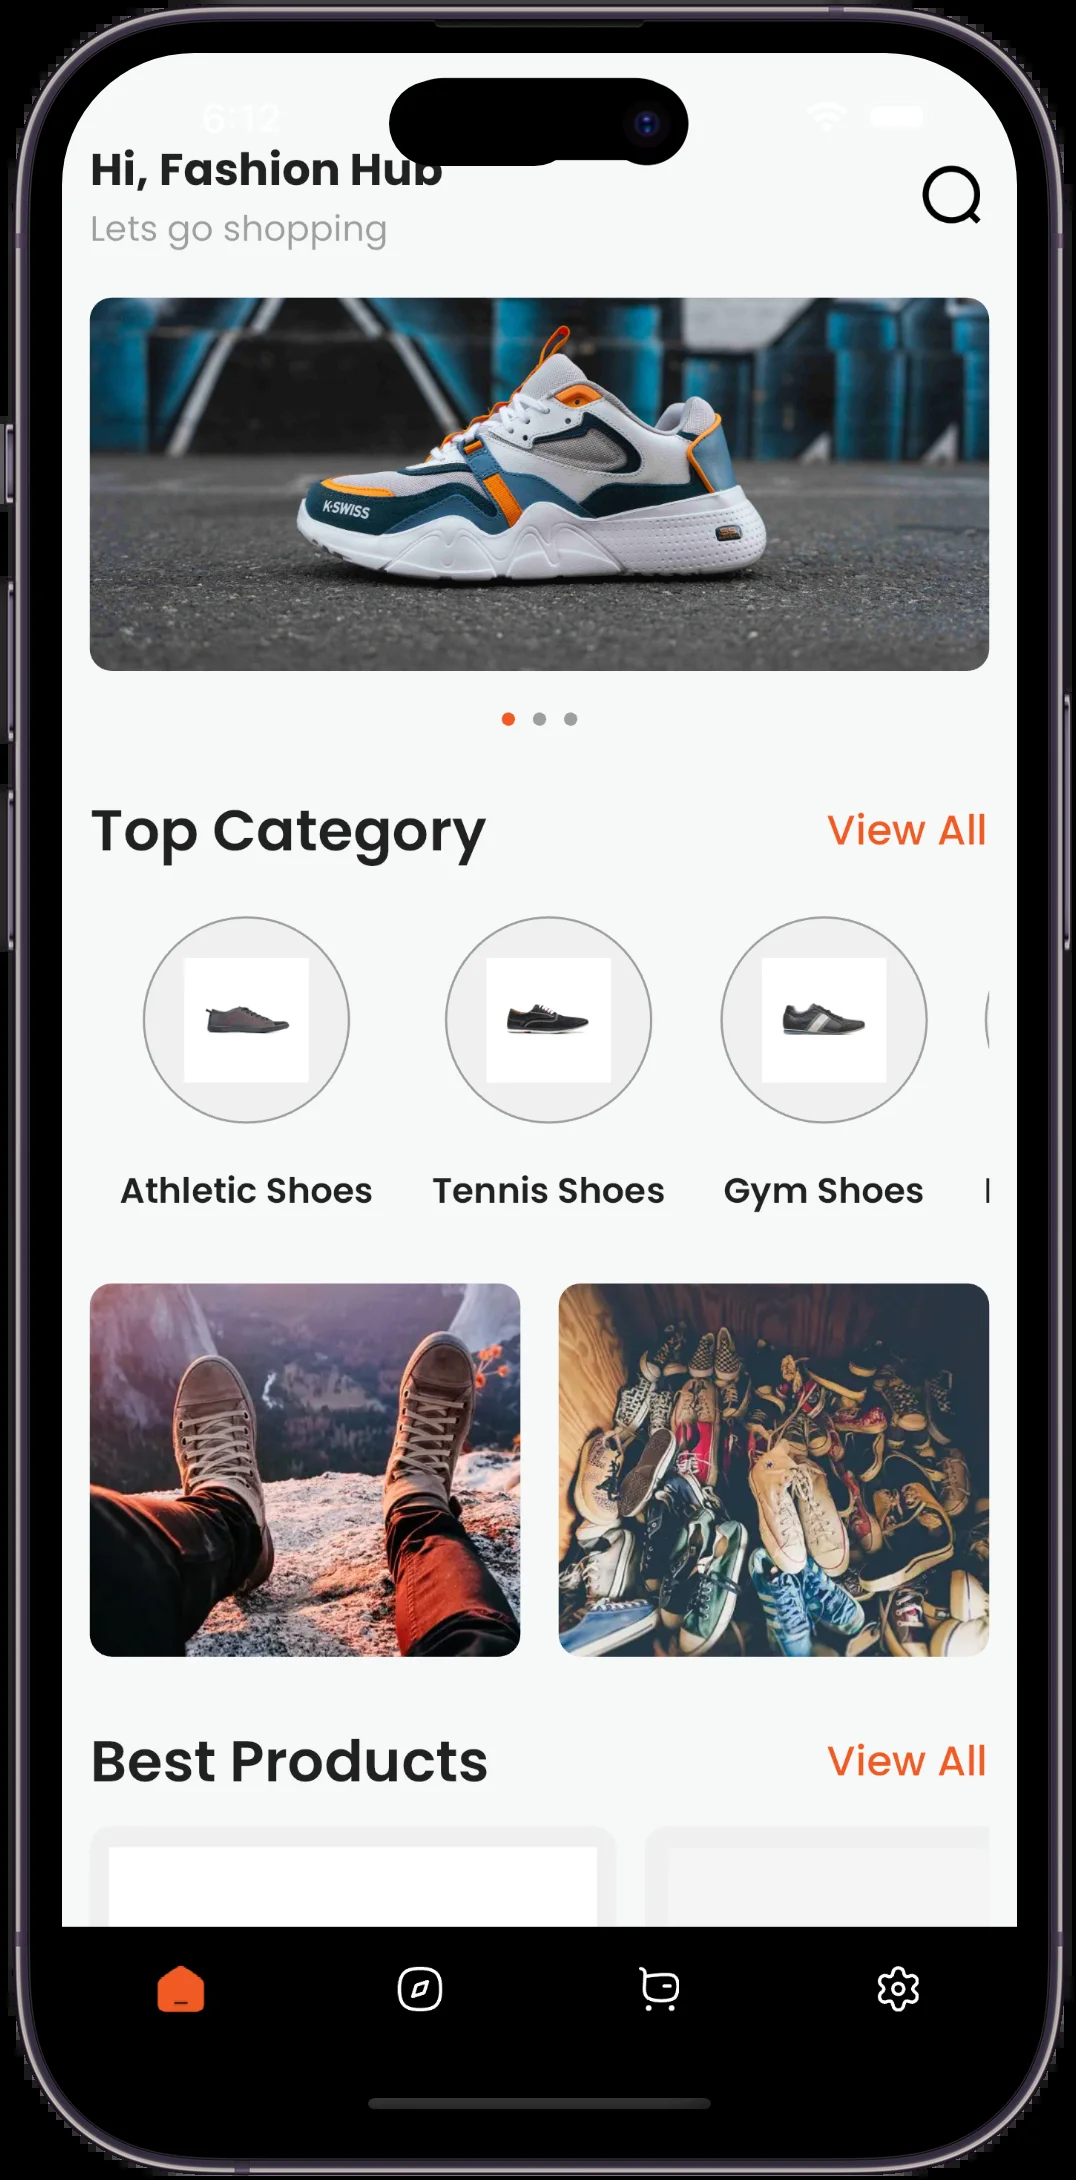 6:12
Hi, Fashion Hub
Lets go shopping
K·SWISS
Top Category
View All
Athletic Shoes
Tennis Shoes
Gym Shoes
Best Products
View All